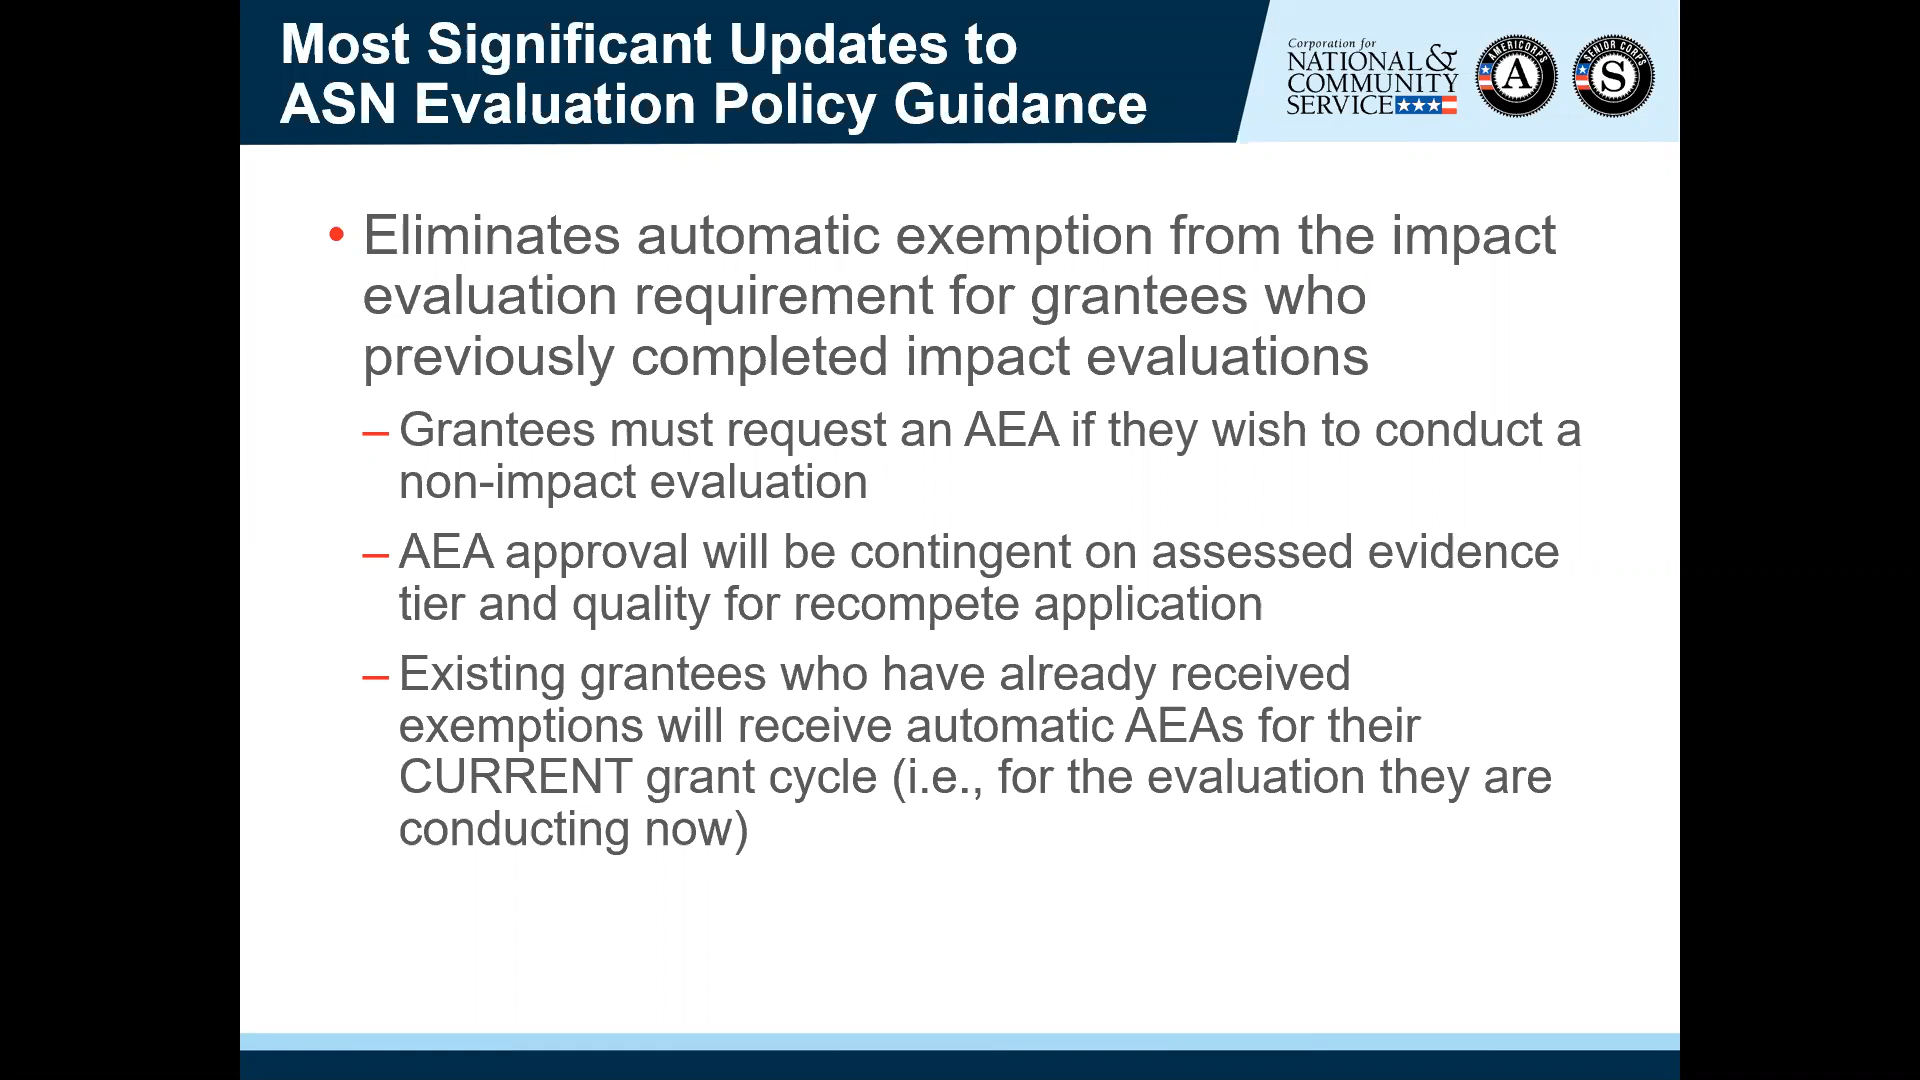 Most Significant Updates to
ASN Evaluation Policy Guidance
Corporation for
NATIONAL &
COMMUNITY
SERVICE
AMERICORPS
A
SENIOR CORPS
S
• Eliminates automatic exemption from the impact
evaluation requirement for grantees who
previously completed impact evaluations
– Grantees must request an AEA if they wish to conduct a
non-impact evaluation
– AEA approval will be contingent on assessed evidence
tier and quality for recompete application
– Existing grantees who have already received
exemptions will receive automatic AEAs for their
CURRENT grant cycle (i.e., for the evaluation they are
conducting now)